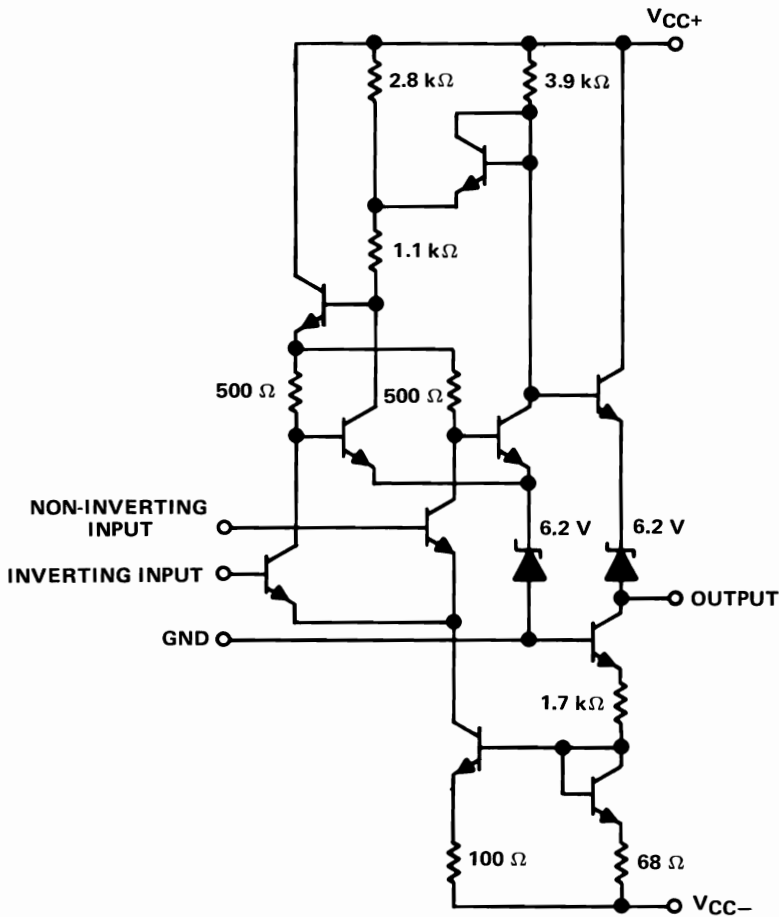 VCC+
2.8 kΩ
3.9 kΩ
1.1 kΩ
500 Ω
500 Ω
NON-INVERTING
INPUT
6.2 V
6.2 V
INVERTING INPUT
OUTPUT
GND
1.7 kΩ
100 Ω
68 Ω
VCC−